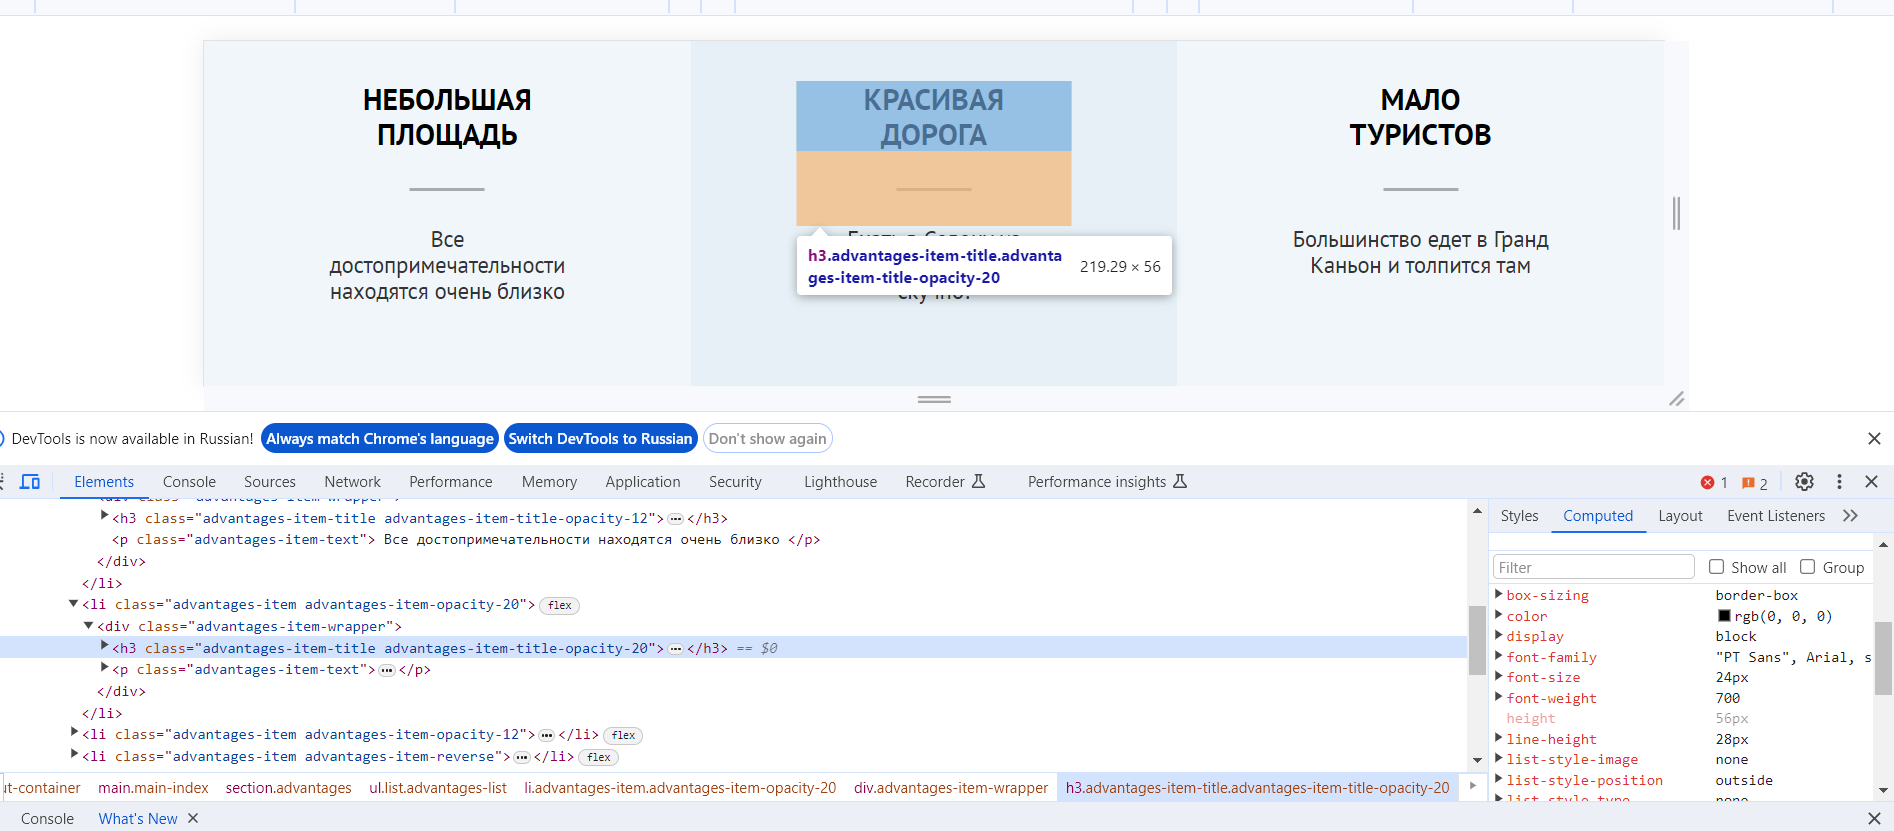 НЕБОЛЬШАЯ
ПЛОЩАДЬ
Все
достопримечательности
находятся очень близко
КРАСИВАЯ
ДОРОГА
h3.advantages-item-title.advanta
ges-item-title-opacity-20
219.29 × 56
МАЛО
ТУРИСТОВ
Большинство едет в Гранд
Каньон и толпится там
DevTools is now available in Russian! Always match Chrome's language Switch DevTools to Russian Don't show again
Elements Console Sources Network Performance Memory Application Security Lighthouse Recorder Performance insights 1 2
<h3 class="advantages-item-title advantages-item-title-opacity-12">…</h3>
<p class="advantages-item-text"> Все достопримечательности находятся очень близко </p>
</div>
</li>
<li class="advantages-item advantages-item-opacity-20"> flex
<div class="advantages-item-wrapper">
<h3 class="advantages-item-title advantages-item-title-opacity-20">…</h3> == $0
<p class="advantages-item-text">…</p>
</div>
</li>
<li class="advantages-item advantages-item-opacity-12">…</li> flex
<li class="advantages-item advantages-item-reverse">…</li> flex
ut-container main.main-index section.advantages ul.list.advantages-list li.advantages-item.advantages-item-opacity-20 div.advantages-item-wrapper h3.advantages-item-title.advantages-item-title-opacity-20
Styles Computed Layout Event Listeners
Filter Show all Group
box-sizing border-box
color rgb(0, 0, 0)
display block
font-family "PT Sans", Arial, s
font-size 24px
font-weight 700
height 56px
line-height 28px
list-style-image none
list-style-position outside
Console What's New